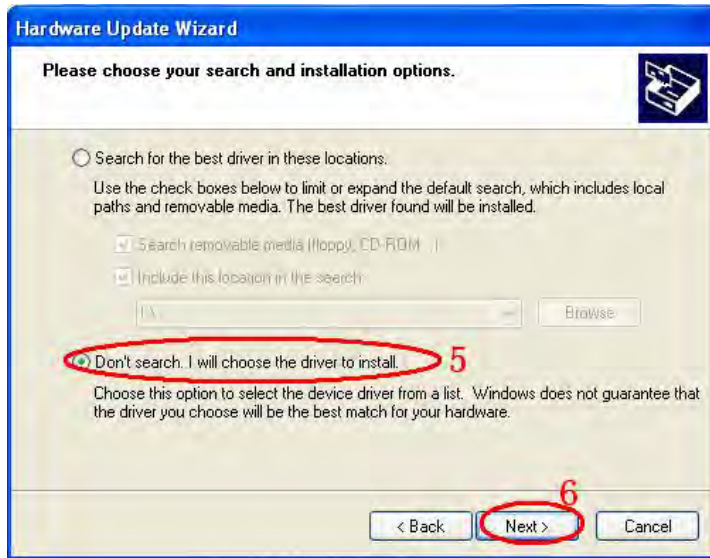 Hardware Update Wizard
Please choose your search and installation options.
Search for the best driver in these locations.
Use the check boxes below to limit or expand the default search, which includes local
paths and removable media. The best driver found will be installed.
Search removable media (floppy, CD-ROM...)
Include this location in the search:
Browse
Don't search. I will choose the driver to install. 5
Choose this option to select the device driver from a list. Windows does not guarantee that
the driver you choose will be the best match for your hardware.
6
< Back Next > Cancel